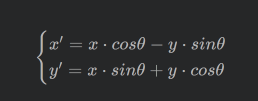 x′ = x · cosθ − y · sinθ
y′ = x · sinθ + y · cosθ